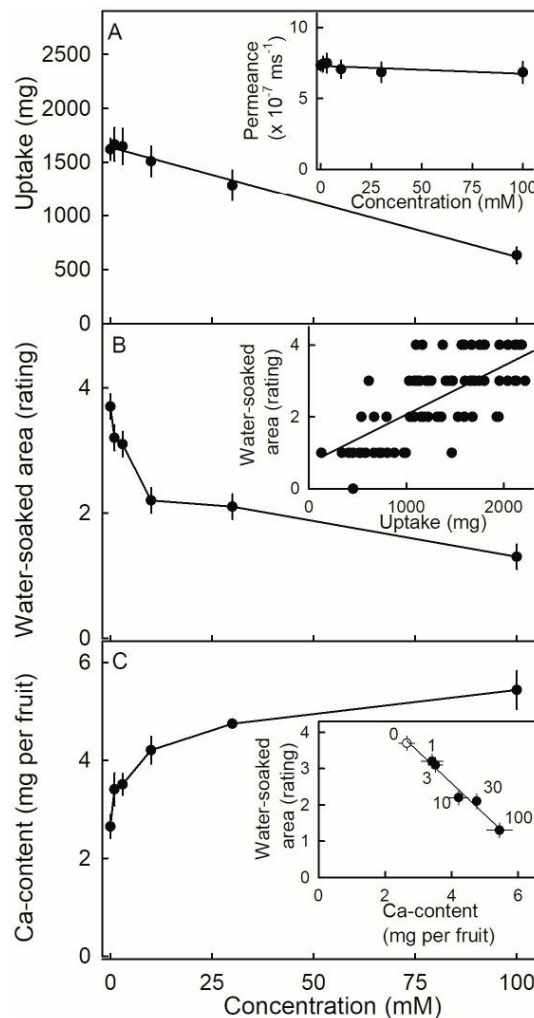 A
2500
2000
1500
1000
500
0
Uptake (mg)
10
5
0
Permeance
(x 10-7 ms-1)
0 25 50 75 100
Concentration (mM)
B
4
2
0
Water-soaked area (rating)
4
3
2
1
0
Water-soaked
area (rating)
0 1000 2000
Uptake (mg)
C
6
4
2
0
Ca-content (mg per fruit)
4
3
2
1
0
Water-soaked
area (rating)
0 1
3 30
10 100
0 2 4 6
Ca-content
(mg per fruit)
0 25 50 75 100
Concentration (mM)